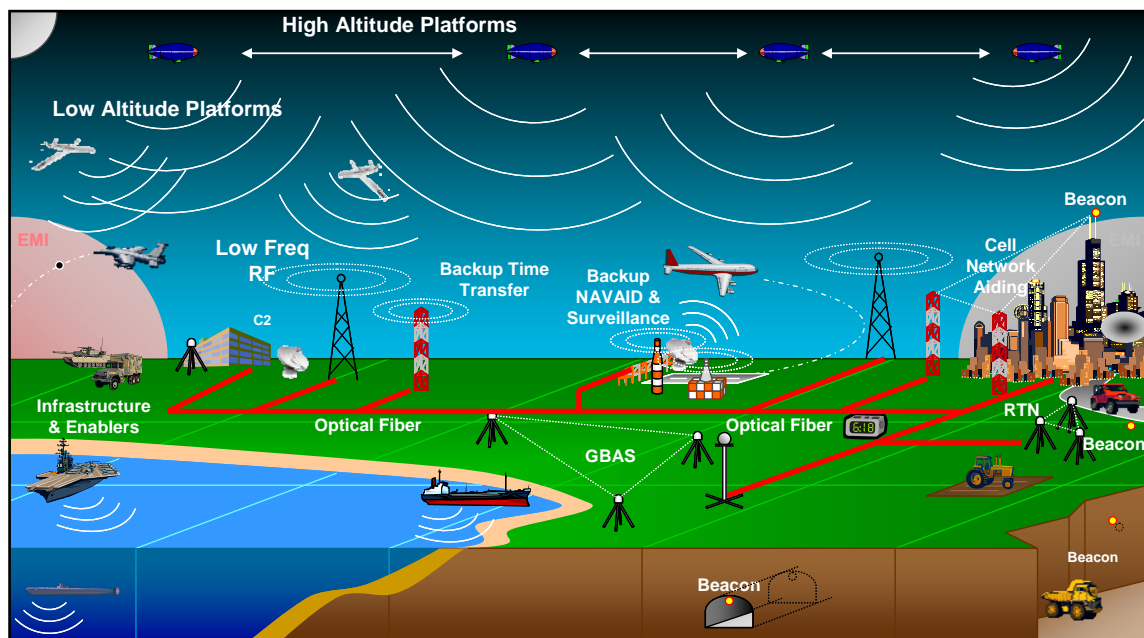 High Altitude Platforms
Low Altitude Platforms
Beacon
EMI
EMI
Low Freq
RF
Cell
Network
Aiding
Backup Time
Transfer
Backup
NAVAID &
Surveillance
C2
Infrastructure
& Enablers
Optical Fiber
Optical Fiber
6:18
RTN
Beacon
GBAS
Beacon
Beacon